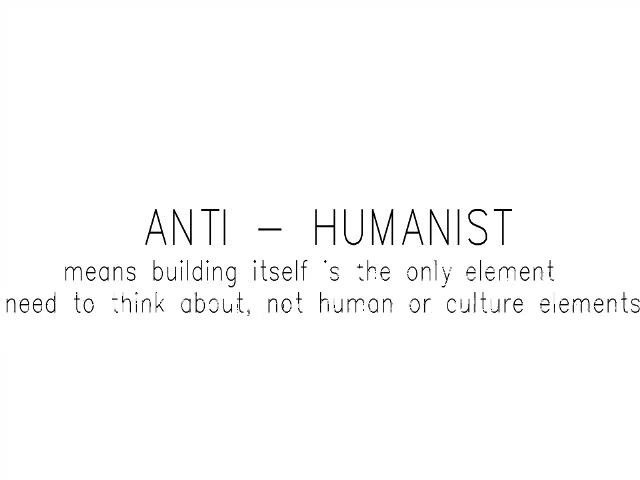 ANTI - HUMANIST
means building itself is the only element
need to think about, not human or culture elements